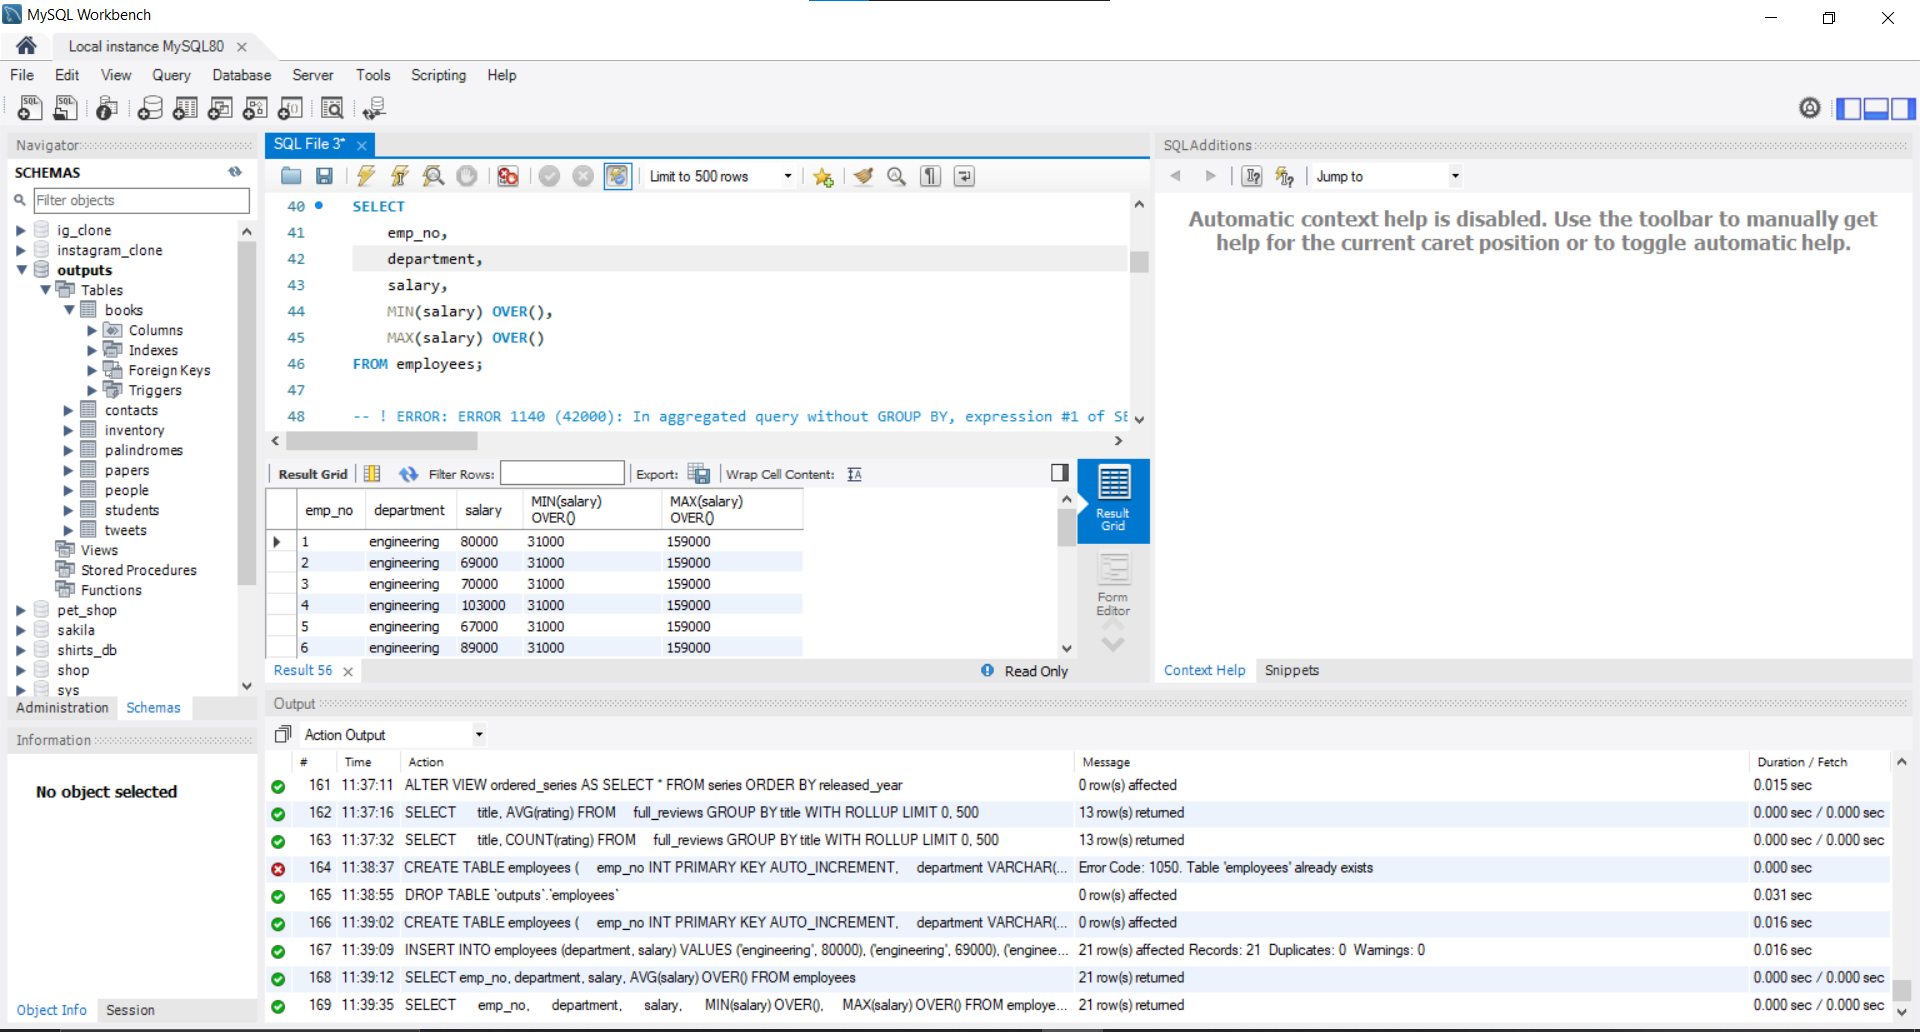 MySQL Workbench
Local instance MySQL80
File Edit View Query Database Server Tools Scripting Help
Navigator
SCHEMAS
Filter objects
ig_clone
instagram_clone
outputs
Tables
books
Columns
Indexes
Foreign Keys
Triggers
contacts
inventory
palindromes
papers
people
students
tweets
Views
Stored Procedures
Functions
pet_shop
sakila
shirts_db
shop
sys
Administration Schemas
Information
No object selected
Object Info Session
SQL File 3*
Limit to 500 rows
40 SELECT
41 emp_no,
42 department,
43 salary,
44 MIN(salary) OVER(),
45 MAX(salary) OVER()
46 FROM employees;
47
48 -- ! ERROR: ERROR 1140 (42000): In aggregated query without GROUP BY, expression #1 of SE
Result Grid Filter Rows: Export: Wrap Cell Content:
emp_no department salary MIN(salary) OVER() MAX(salary) OVER()
1 engineering 80000 31000 159000
2 engineering 69000 31000 159000
3 engineering 70000 31000 159000
4 engineering 103000 31000 159000
5 engineering 67000 31000 159000
6 engineering 89000 31000 159000
Result Grid
Form Editor
Result 56
Read Only
SQLAdditions
Jump to
Automatic context help is disabled. Use the toolbar to manually get
help for the current caret position or to toggle automatic help.
Context Help Snippets
Output
Action Output
# Time Action Message Duration / Fetch
161 11:37:11 ALTER VIEW ordered_series AS SELECT * FROM series ORDER BY released_year 0 row(s) affected 0.015 sec
162 11:37:16 SELECT title, AVG(rating) FROM full_reviews GROUP BY title WITH ROLLUP LIMIT 0, 500 13 row(s) returned 0.000 sec / 0.000 sec
163 11:37:32 SELECT title, COUNT(rating) FROM full_reviews GROUP BY title WITH ROLLUP LIMIT 0, 500 13 row(s) returned 0.000 sec / 0.000 sec
164 11:38:37 CREATE TABLE employees ( emp_no INT PRIMARY KEY AUTO_INCREMENT, department VARCHAR(... Error Code: 1050. Table 'employees' already exists 0.000 sec
165 11:38:55 DROP TABLE `outputs`.`employees` 0 row(s) affected 0.031 sec
166 11:39:02 CREATE TABLE employees ( emp_no INT PRIMARY KEY AUTO_INCREMENT, department VARCHAR(... 0 row(s) affected 0.016 sec
167 11:39:09 INSERT INTO employees (department, salary) VALUES ('engineering', 80000), ('engineering', 69000), ('enginee... 21 row(s) affected Records: 21 Duplicates: 0 Warnings: 0 0.016 sec
168 11:39:12 SELECT emp_no, department, salary, AVG(salary) OVER() FROM employees 21 row(s) returned 0.000 sec / 0.000 sec
169 11:39:35 SELECT emp_no, department, salary, MIN(salary) OVER(), MAX(salary) OVER() FROM employe... 21 row(s) returned 0.000 sec / 0.000 sec